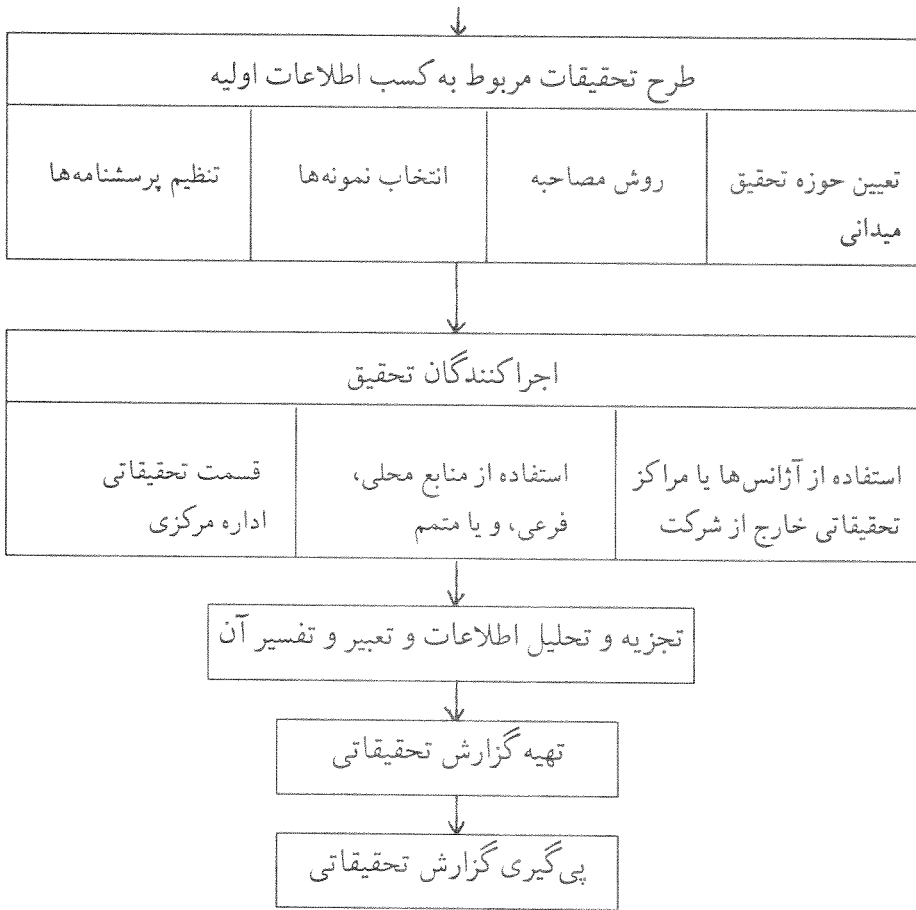 طرح تحقیقات مربوط به کسب اطلاعات اولیه
تعیین حوزه تحقیق
میدانی
روش مصاحبه
انتخاب نمونه‌ها
تنظیم پرسشنامه‌ها
اجراکنندگان تحقیق
استفاده از آژانس‌ها یا مراکز
تحقیقاتی خارج از شرکت
استفاده از منابع محلی،
فرعی، و یا متمم
قسمت تحقیقاتی
اداره مرکزی
تجزیه و تحلیل اطلاعات و تعبیر و تفسیر آن
تهیه گزارش تحقیقاتی
پی‌گیری گزارش تحقیقاتی